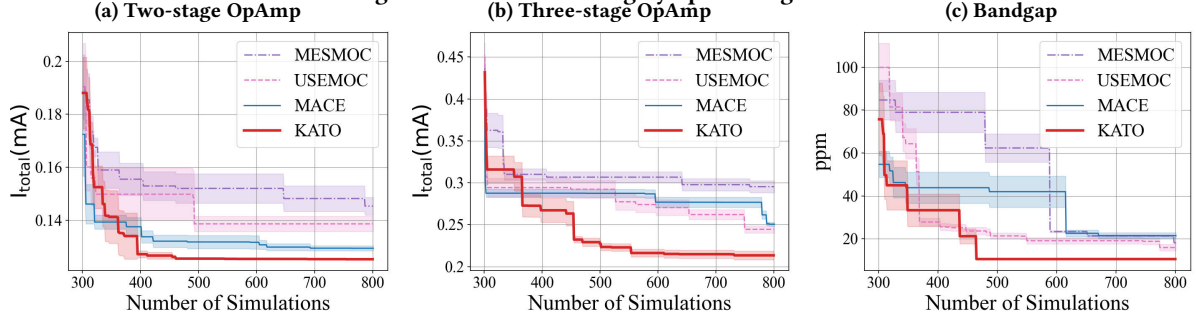 (a) Two-stage OpAmp
(b) Three-stage OpAmp
(c) Bandgap
I_total(mA)
0.2
0.18
0.16
0.14
300 400 500 600 700 800
Number of Simulations
MESMOC
USEMOC
MACE
KATO
I_total(mA)
0.45
0.4
0.35
0.3
0.25
0.2
300 400 500 600 700 800
Number of Simulations
MESMOC
USEMOC
MACE
KATO
ppm
100
80
60
40
20
300 400 500 600 700 800
Number of Simulations
MESMOC
USEMOC
MACE
KATO